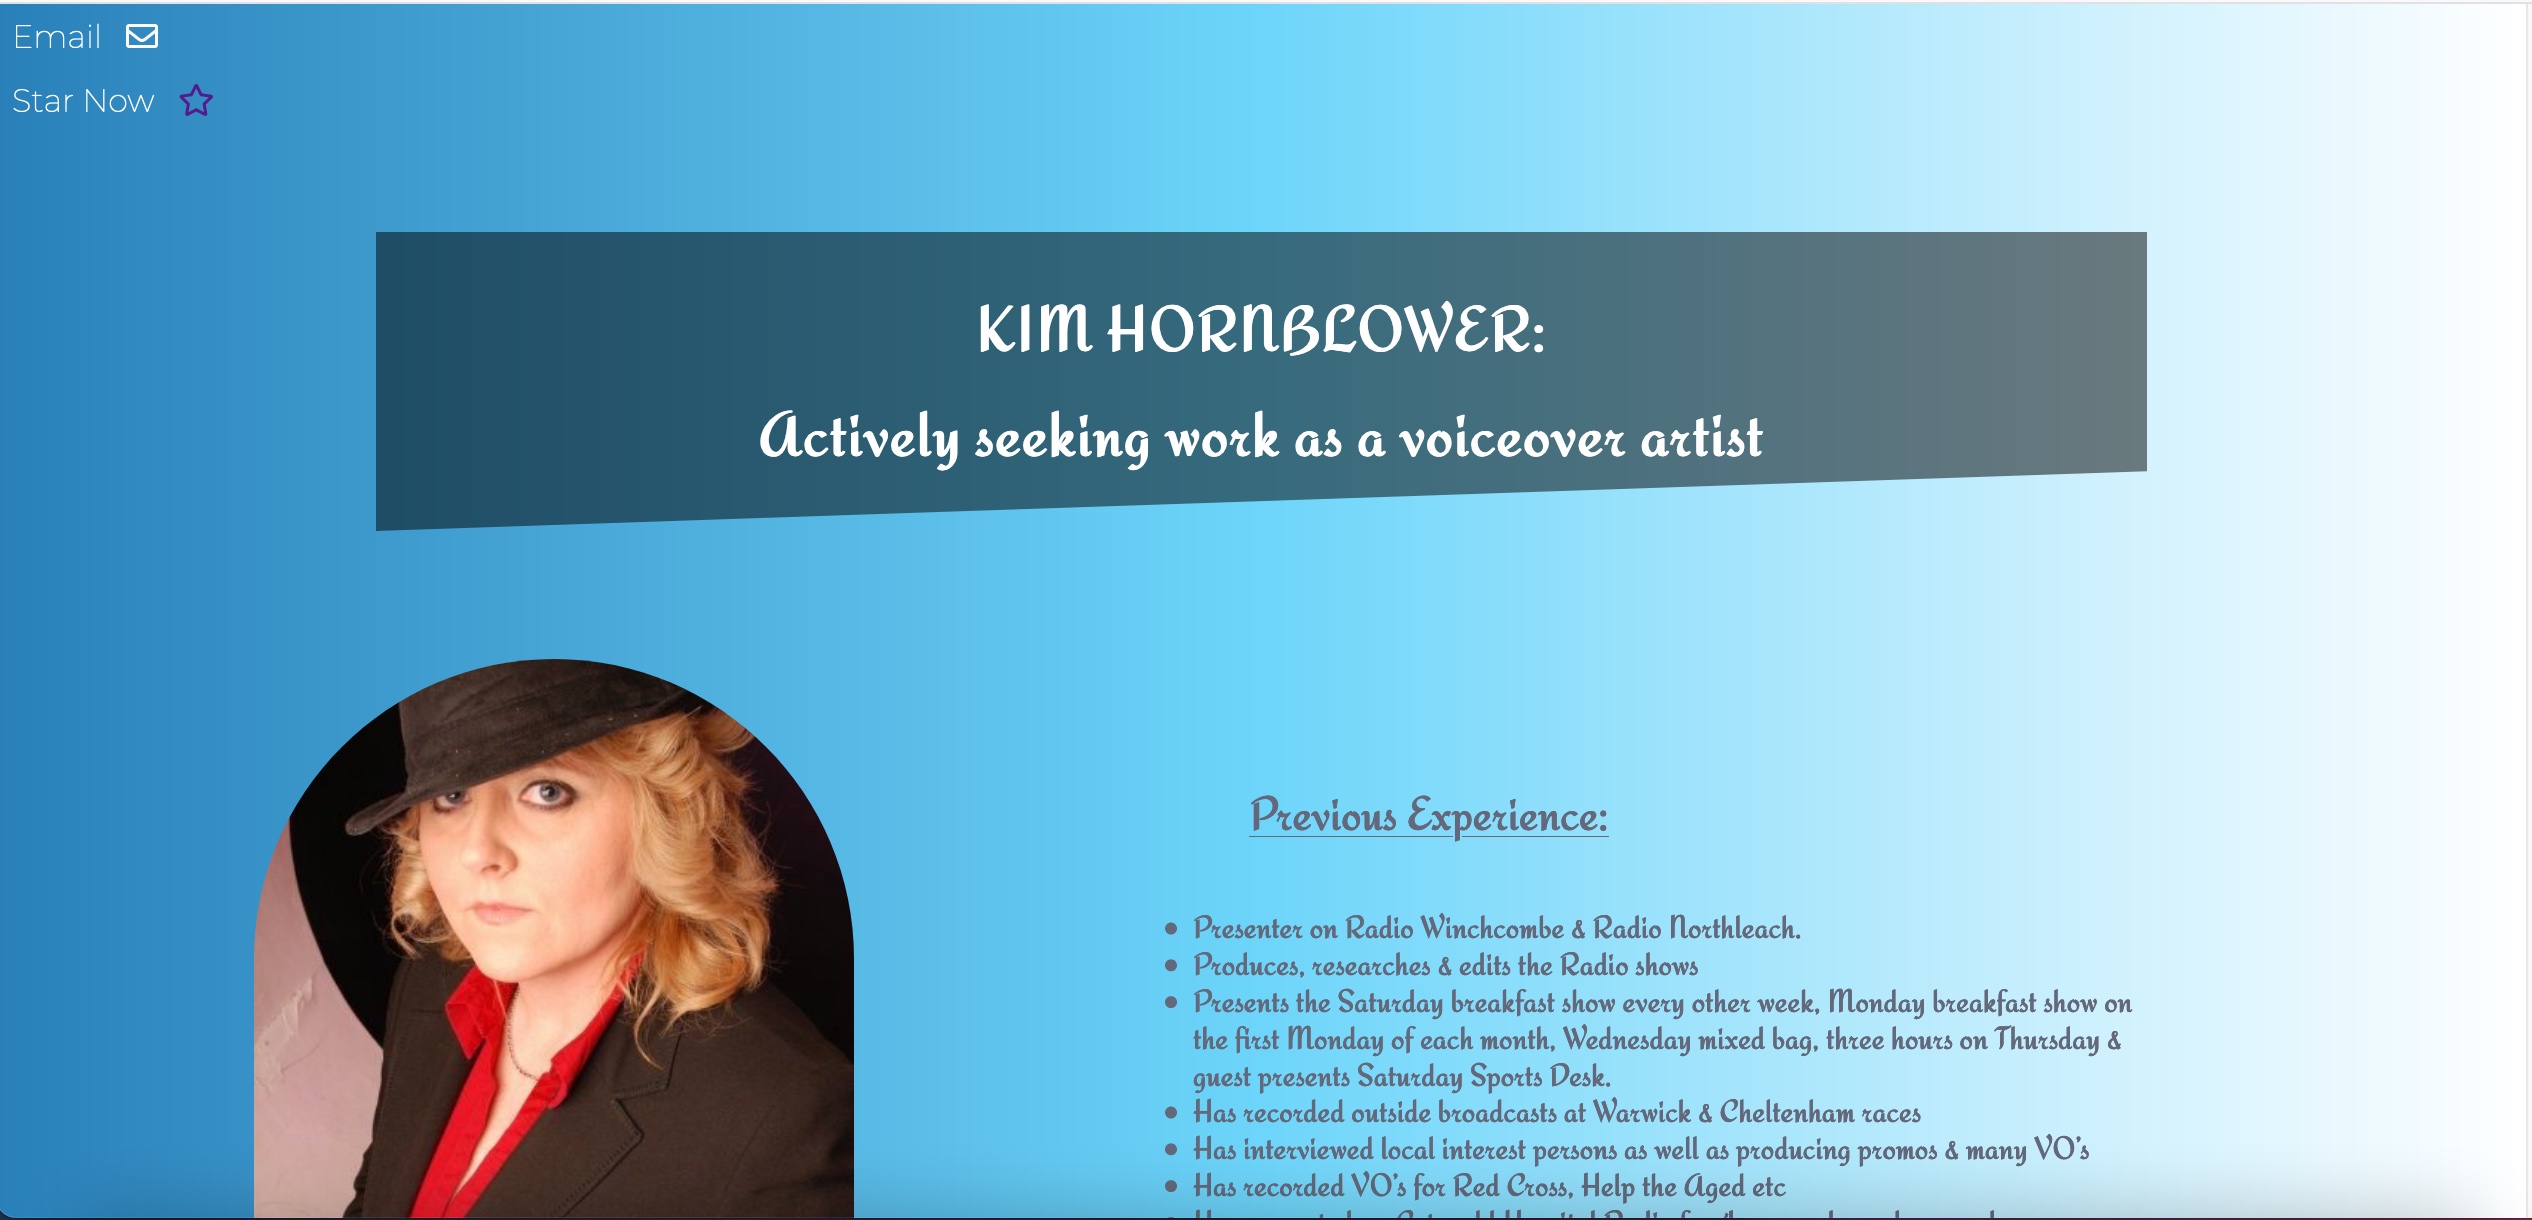 Email
Star Now
KIM HORNBLOWER:
Actively seeking work as a voiceover artist
Previous Experience:
Presenter on Radio Winchcombe & Radio Northleach.
Produces, researches & edits the Radio shows
Presents the Saturday breakfast show every other week, Monday breakfast show on
the first Monday of each month, Wednesday mixed bag, three hours on Thursday &
guest presents Saturday Sports Desk.
Has recorded outside broadcasts at Warwick & Cheltenham races
Has interviewed local interest persons as well as producing promos & many VO's
Has recorded VO's for Red Cross, Help the Aged etc